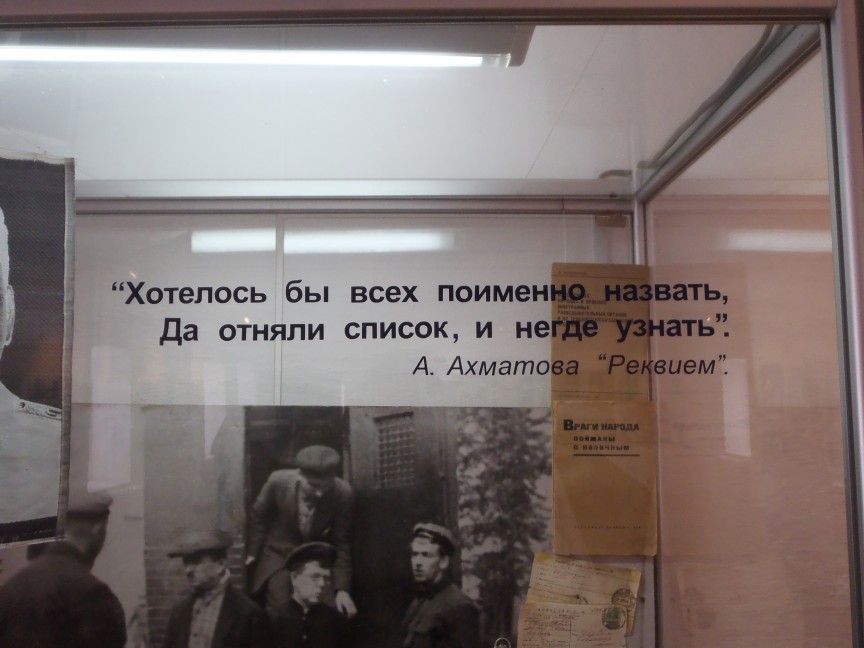 “Хотелось бы всех поименно назвать,
Да отняли список, и негде узнать”.
А. Ахматова “Реквием”.
Враги народа
пойманы
с поличным